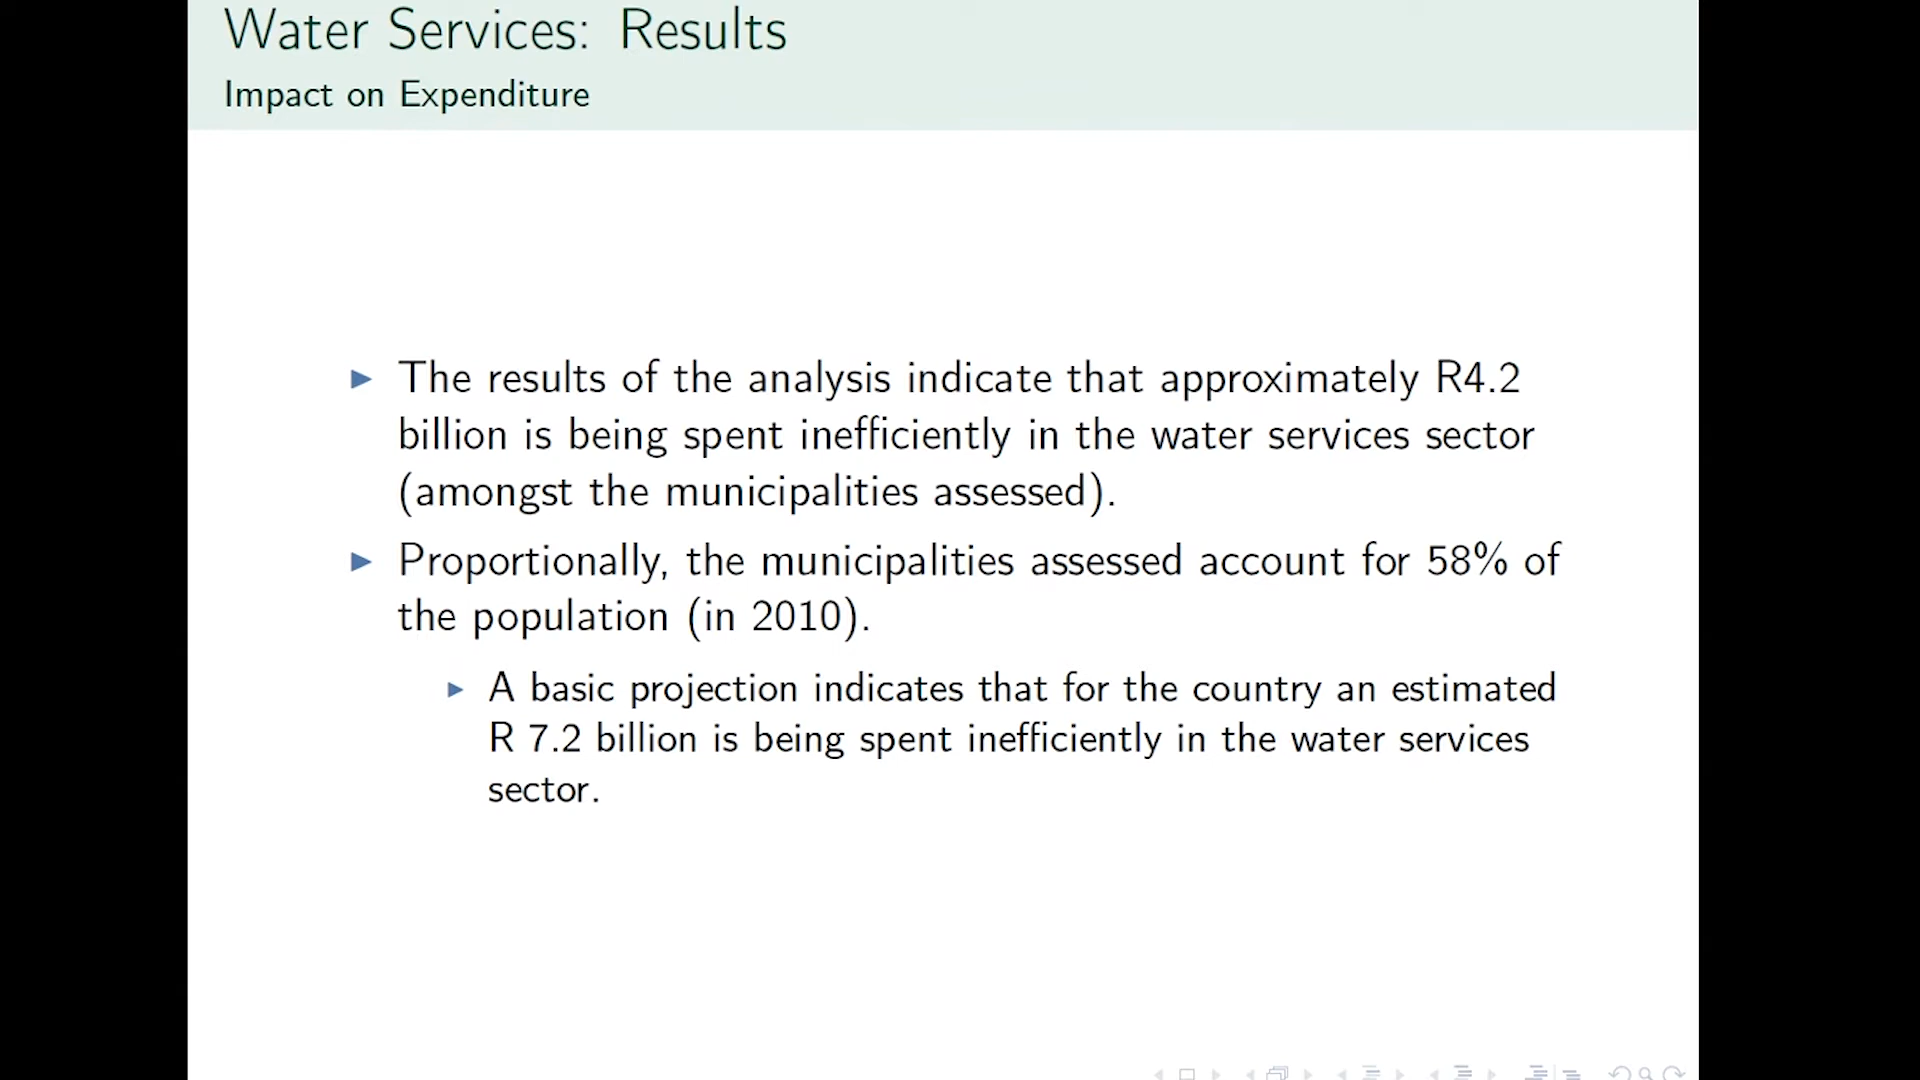 Water Services: Results
Impact on Expenditure
The results of the analysis indicate that approximately R4.2
billion is being spent inefficiently in the water services sector
(amongst the municipalities assessed).
Proportionally, the municipalities assessed account for 58% of
the population (in 2010).
A basic projection indicates that for the country an estimated
R 7.2 billion is being spent inefficiently in the water services
sector.